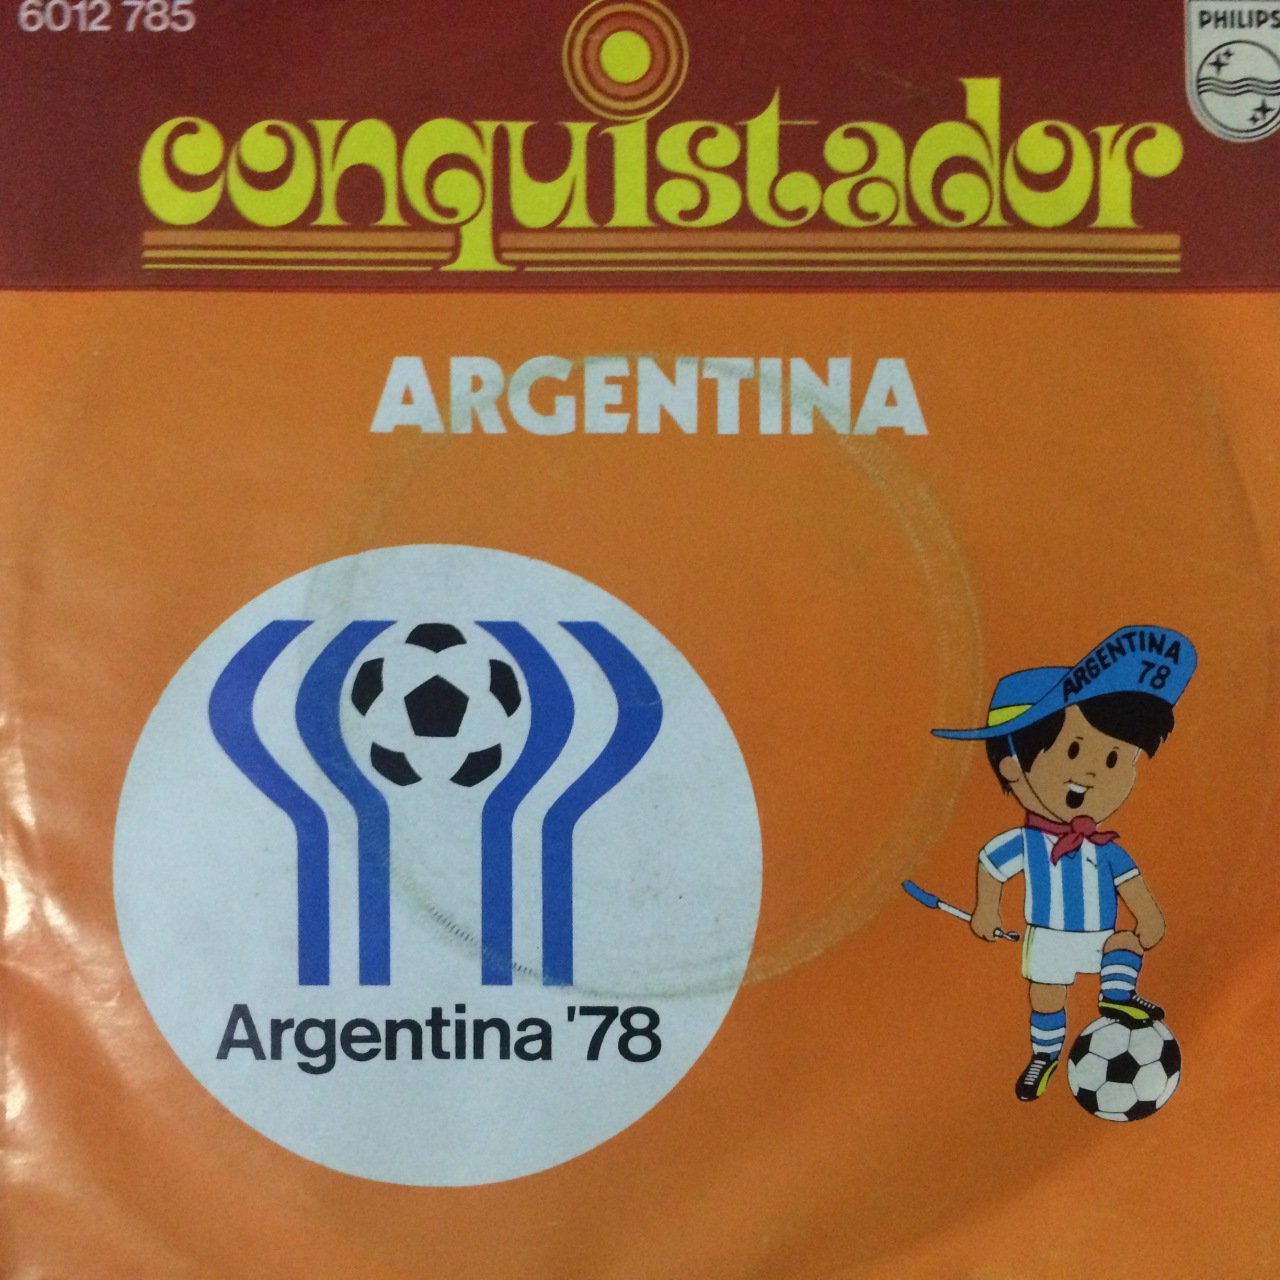 6012 785
PHILIPS
conquistador
ARGENTINA
ARGENTINA
78
Argentina '78